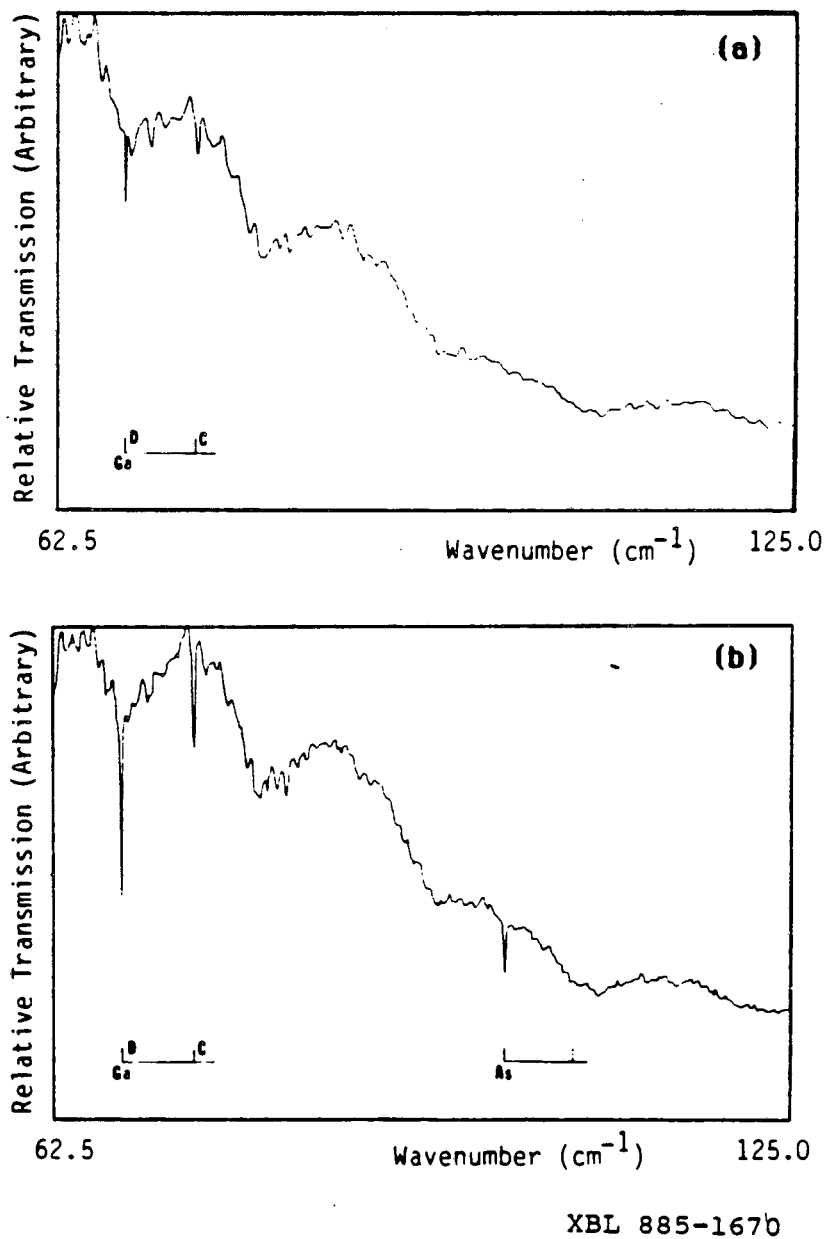 Relative Transmission (Arbitrary)
(a)
D C
Ga
62.5 Wavenumber (cm-1) 125.0
Relative Transmission (Arbitrary)
(b)
D C
Ga As
62.5 Wavenumber (cm-1) 125.0
XBL 885-1670